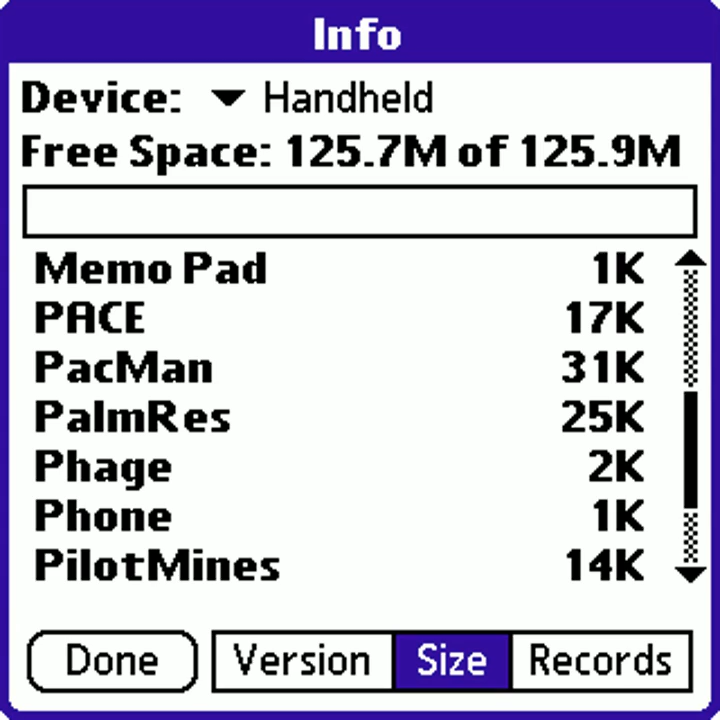 Info
Device: Handheld
Free Space: 125.7M of 125.9M
Memo Pad 1K
PACE 17K
PacMan 31K
PalmRes 25K
Phage 2K
Phone 1K
PilotMines 14K
Done Version Size Records